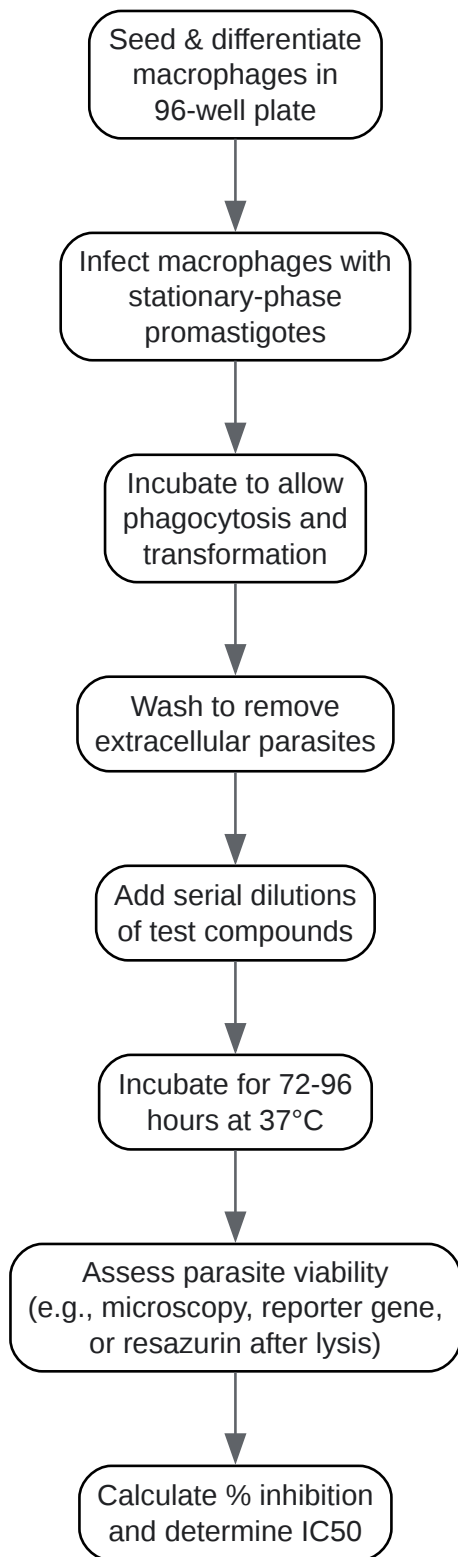 Seed & differentiate
macrophages in
96-well plate
Infect macrophages with
stationary-phase
promastigotes
Incubate to allow
phagocytosis and
transformation
Wash to remove
extracellular parasites
Add serial dilutions
of test compounds
Incubate for 72-96
hours at 37°C
Assess parasite viability
(e.g., microscopy, reporter gene,
or resazurin after lysis)
Calculate % inhibition
and determine IC50